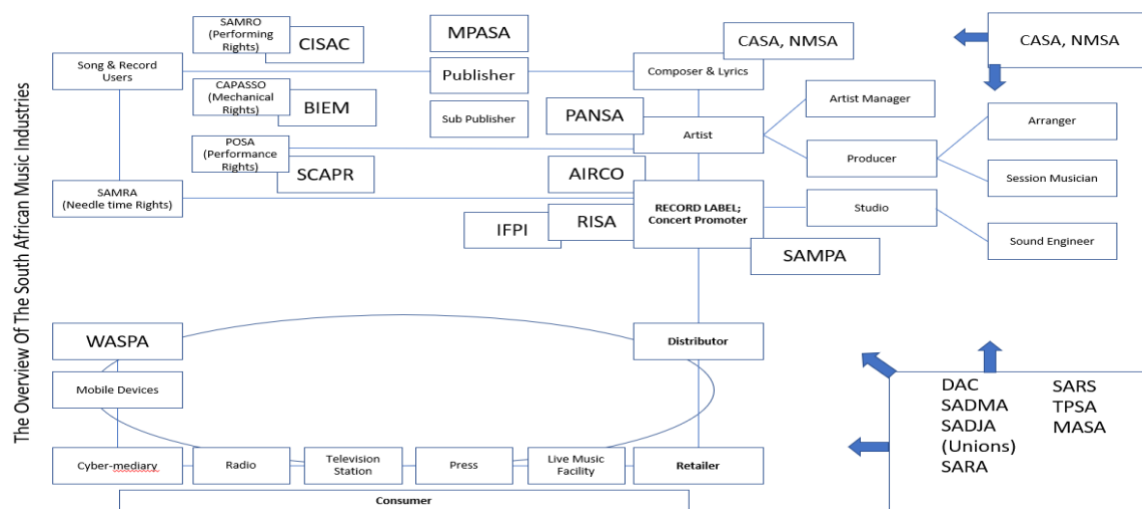 The Overview Of The South African Music Industries
SAMRO
(Performing
Rights)
CISAC
MPASA
CASA, NMSA
CASA, NMSA
Song & Record
Users
Publisher
Composer & Lyrics
CAPASSO
(Mechanical
Rights)
BIEM
Sub Publisher
PANSA
Artist
Artist Manager
Arranger
POSA
(Performance
Rights)
SCAPR
AIRCO
Producer
Session Musician
SAMRA
(Needle time Rights)
IFPI
RISA
RECORD LABEL;
Concert Promoter
Studio
SAMPA
Sound Engineer
WASPA
Distributor
Mobile Devices
DAC
SADMA
SADJA
(Unions)
SARA
SARS
TPSA
MASA
Cyber-mediary
Radio
Television
Station
Press
Live Music
Facility
Retailer
Consumer